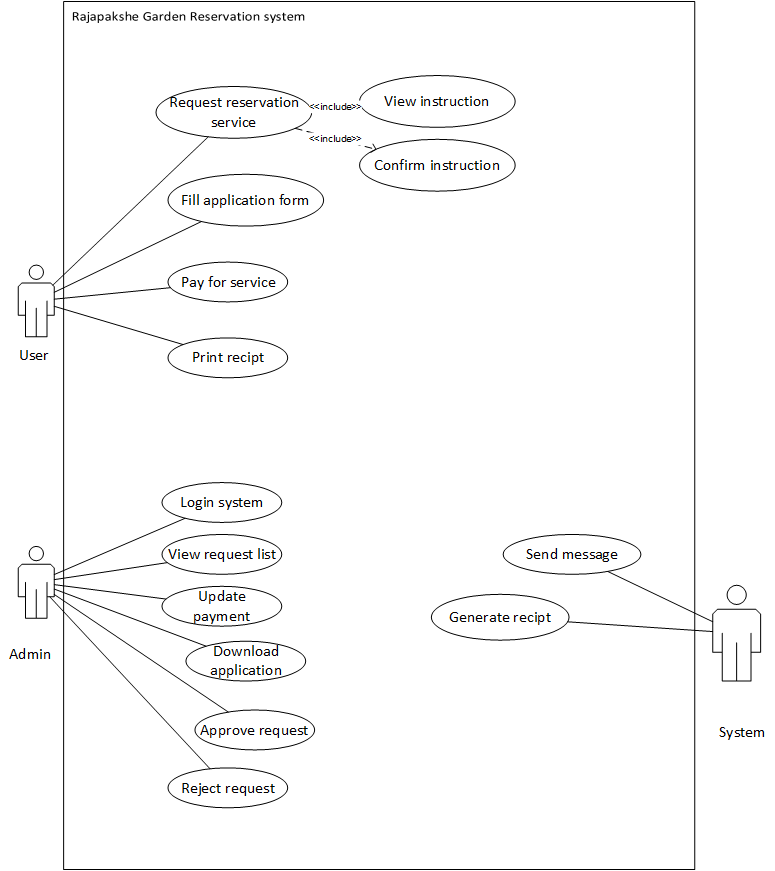 Rajapakshe Garden Reservation system
Request reservation
service
<<include>>
View instruction
<<include>>
Confirm instruction
Fill application form
Pay for service
Print recipt
User
Login system
View request list
Update
payment
Download
application
Approve request
Reject request
Admin
Send message
Generate recipt
System